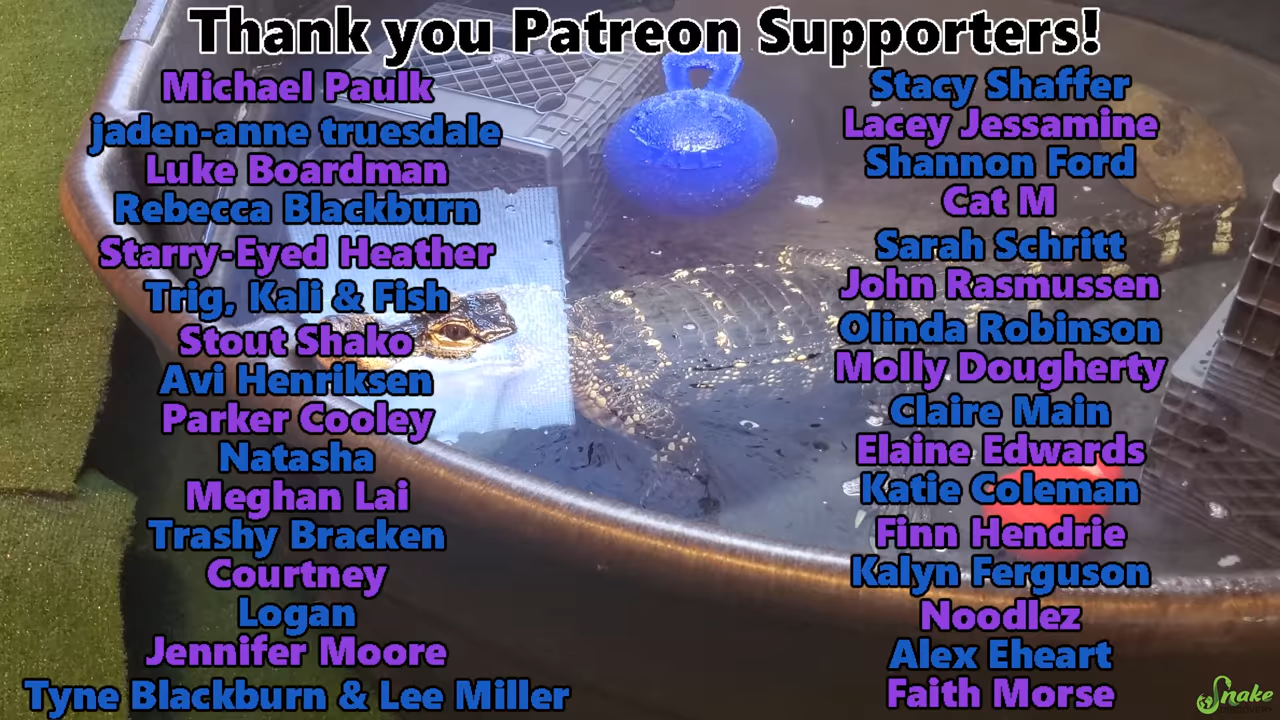 Thank you Patreon Supporters!
Michael Paulk
jaden-anne truesdale
Luke Boardman
Rebecca Blackburn
Starry-Eyed Heather
Trig, Kali & Fish
Stout Shako
Avi Henriksen
Parker Cooley
Natasha
Meghan Lai
Trashy Bracken
Courtney
Logan
Jennifer Moore
Tyne Blackburn & Lee Miller
Stacy Shaffer
Lacey Jessamine
Shannon Ford
Cat M
Sarah Schritt
John Rasmussen
Olinda Robinson
Molly Dougherty
Claire Main
Elaine Edwards
Katie Coleman
Finn Hendrie
Kalyn Ferguson
Noodlez
Alex Eheart
Faith Morse
Snake
DISCOVERY